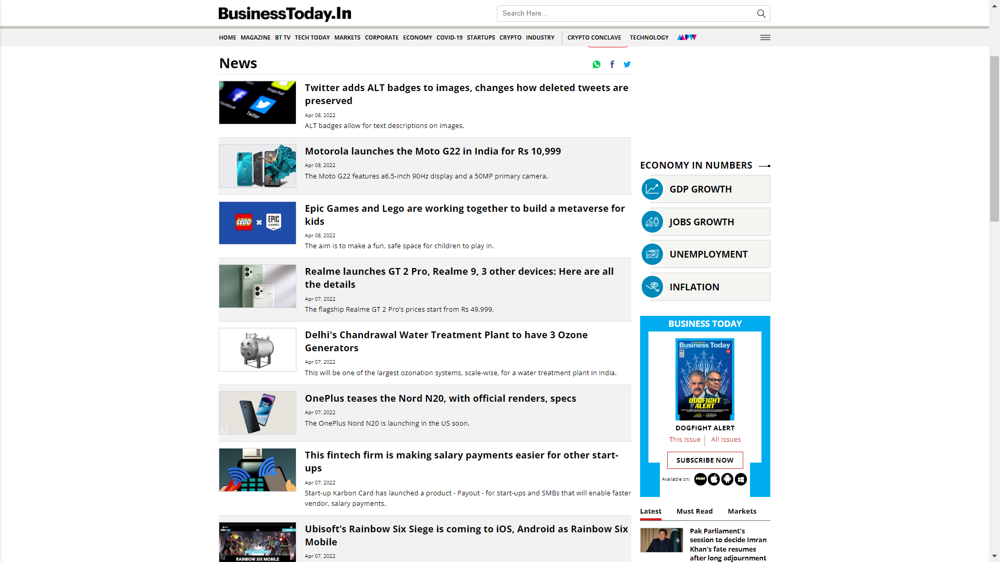 BusinessToday.In
Search Here...
HOME MAGAZINE BT TV TECH TODAY MARKETS CORPORATE ECONOMY COVID-19 STARTUPS CRYPTO INDUSTRY CRYPTO CONCLAVE TECHNOLOGY MPW
News
Twitter adds ALT badges to images, changes how deleted tweets are
preserved
Apr 08, 2022
ALT badges allow for text descriptions on images.
Snapchat
Twitter
Motorola launches the Moto G22 in India for Rs 10,999
Apr 08, 2022
The Moto G22 features a6.5-inch 90Hz display and a 50MP primary camera.
LEGO
EPIC
GAMES
Epic Games and Lego are working together to build a metaverse for
kids
Apr 08, 2022
The aim is to make a fun, safe space for children to play in.
Realme launches GT 2 Pro, Realme 9, 3 other devices: Here are all
the details
Apr 07, 2022
The flagship Realme GT 2 Pro’s prices start from Rs 49,999.
Delhi's Chandrawal Water Treatment Plant to have 3 Ozone
Generators
Apr 07, 2022
This will be one of the largest ozonation systems, scale-wise, for a water treatment plant in India.
OnePlus teases the Nord N20, with official renders, specs
Apr 07, 2022
The OnePlus Nord N20 is launching in the US soon.
This fintech firm is making salary payments easier for other start-
ups
Apr 07, 2022
Start-up Karbon Card has launched a product - Payout - for start-ups and SMBs that will enable faster
vendor, salary payments.
Ubisoft’s Rainbow Six Siege is coming to iOS, Android as Rainbow Six
Mobile
Apr 07, 2022
RAINBOW SIX MOBILE
ECONOMY IN NUMBERS
GDP GROWTH
JOBS GROWTH
UNEMPLOYMENT
INFLATION
BUSINESS TODAY
Business Today
DOGFIGHT
ALERT
DOGFIGHT ALERT
This Issue All Issues
SUBSCRIBE NOW
Available on: PRINT
Latest Must Read Markets
Pak Parliament's
session to decide Imran
Khan's fate resumes
after long adjournment